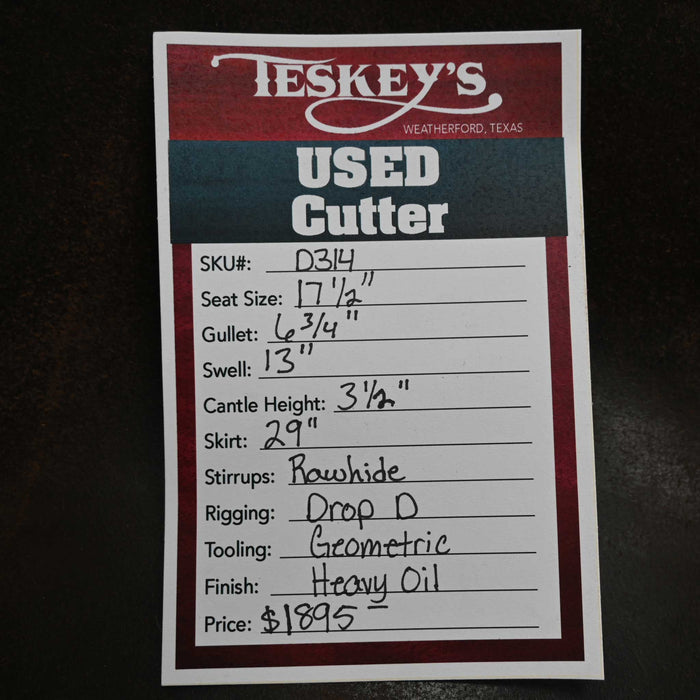 TESKEY'S
WEATHERFORD, TEXAS
USED
Cutter
SKU#: D314
Seat Size: 17 1/2"
Gullet: 6 3/4"
Swell: 13"
Cantle Height: 3 1/2"
Skirt: 29"
Stirrups: Rawhide
Rigging: Drop D
Tooling: Geometric
Finish: Heavy Oil
Price: $1895